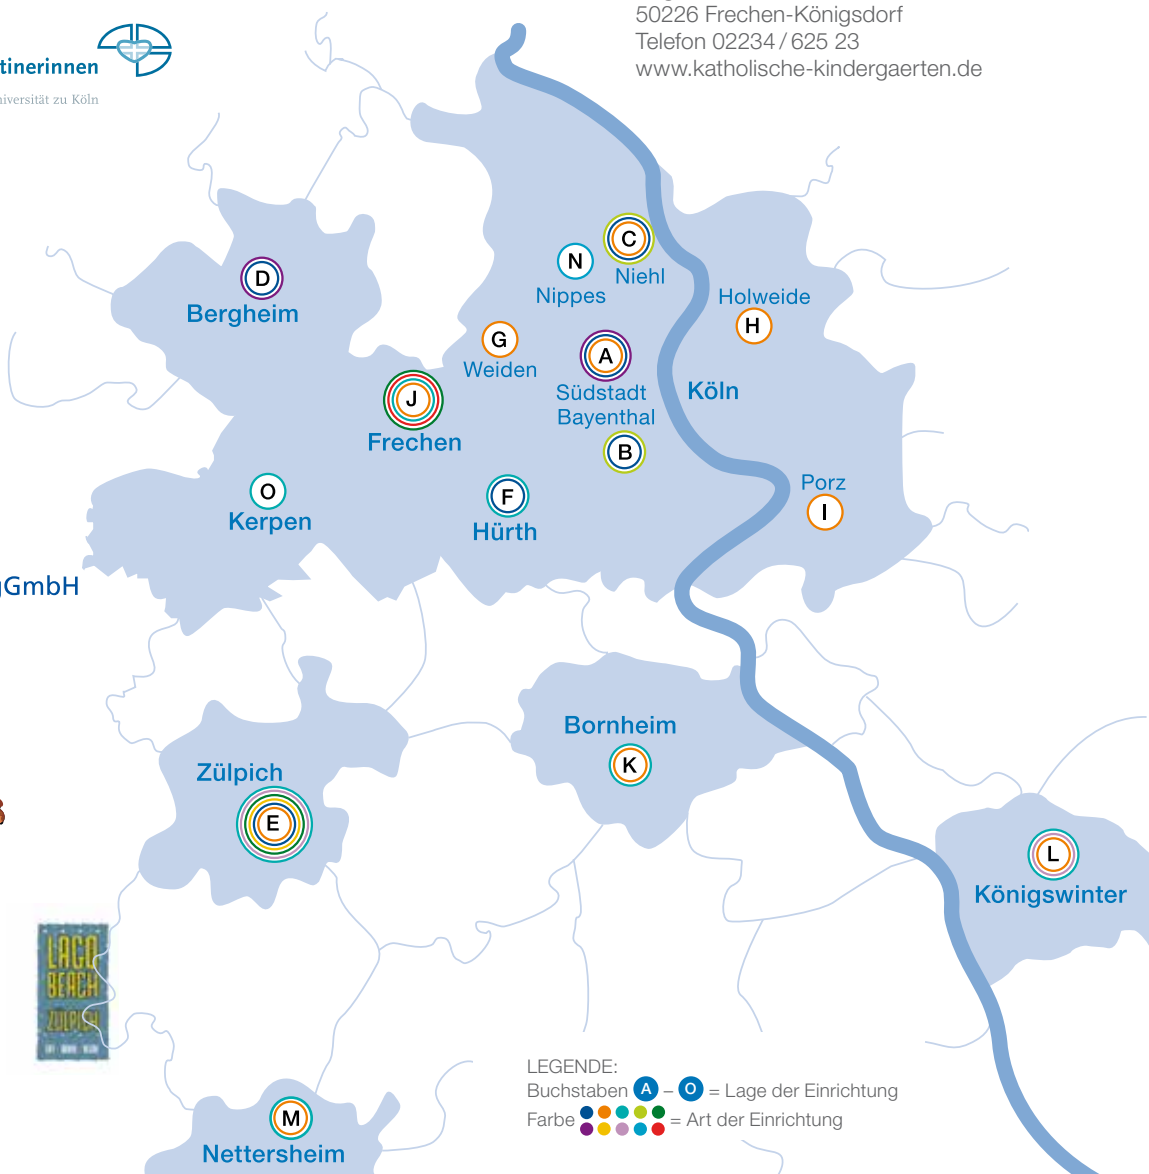 50226 Frechen-Königsdorf
Telefon 02234 / 625 23
www.katholische-kindergaerten.de
tinerinnen
niversität zu Köln
C
N
Niehl
D
Nippes
Holweide
Bergheim
H
G
A
Weiden
Südstadt
Köln
J
Bayenthal
Frechen
B
Porz
O
F
I
Kerpen
Hürth
gGmbH
Bornheim
K
Zülpich
E
L
Königswinter
LAGO
BEACH
ZÜLPICH
LEGENDE:
Buchstaben A – O = Lage der Einrichtung
Farbe = Art der Einrichtung
M
Nettersheim